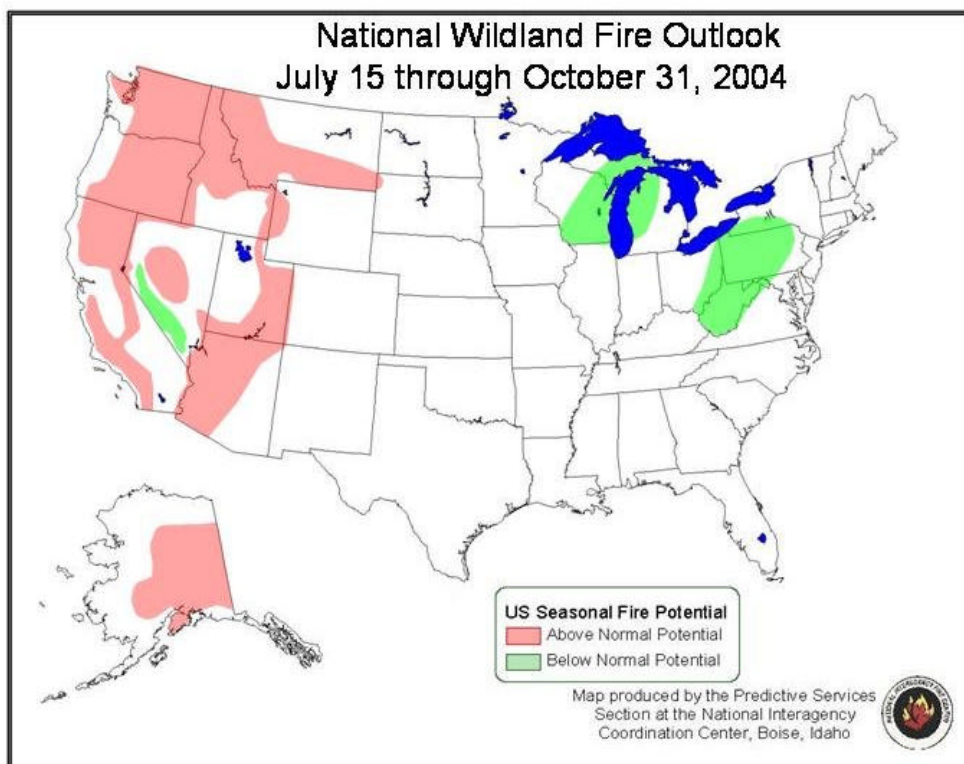 National Wildland Fire Outlook
July 15 through October 31, 2004
US Seasonal Fire Potential
Above Normal Potential
Below Normal Potential
Map produced by the Predictive Services
Section at the National Interagency
Coordination Center, Boise, Idaho